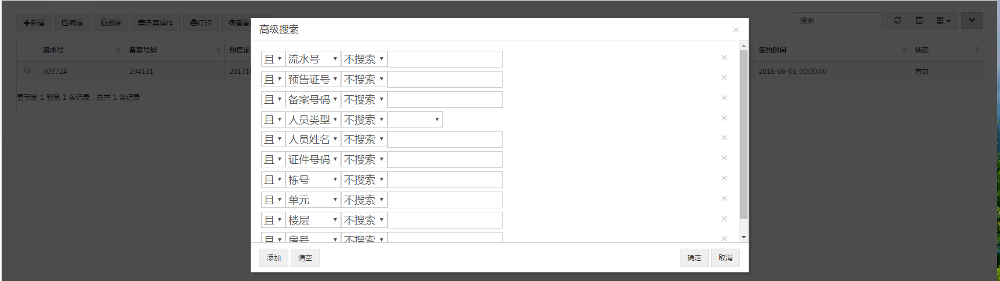 新建 编辑 删除 备案操作 打印 查看 搜索
高级搜索 ×
流水号 备案号码 预售证 签约时间 状态
303724 294131 20171 2018-06-01 00:00:00 有效
显示第 1 到第 1 条记录，总共 1 条记录
且 流水号 不搜索 ×
且 预售证号 不搜索 ×
且 备案号码 不搜索 ×
且 人员类型 不搜索 ×
且 人员姓名 不搜索 ×
且 证件号码 不搜索 ×
且 栋号 不搜索 ×
且 单元 不搜索 ×
且 楼层 不搜索 ×
且 房号 不搜索 ×
添加 清空 确定 取消